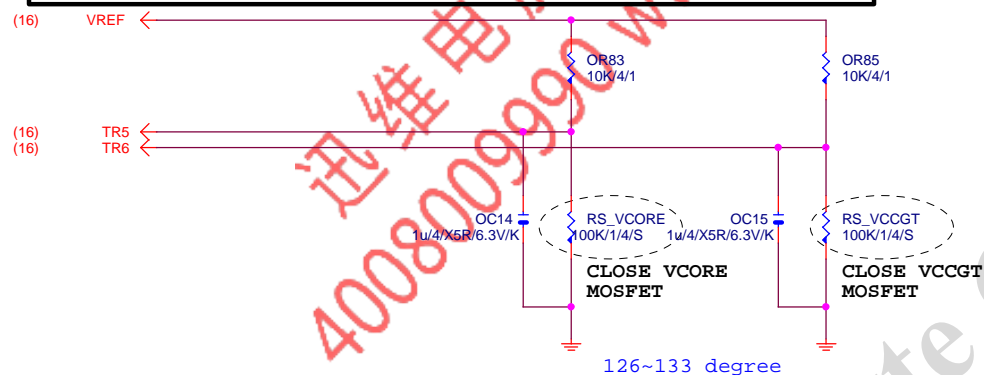 (16) VREF
OR83
10K/4/1
OR85
10K/4/1
(16) TR5
(16) TR6
OC14
1u/4/X5R/6.3V/K
RS_VCORE
100K/1/4/S
OC15
1u/4/X5R/6.3V/K
RS_VCCGT
100K/1/4/S
CLOSE VCORE
MOSFET
CLOSE VCCGT
MOSFET
126~133 degree
迅维电
4008009990 w
te